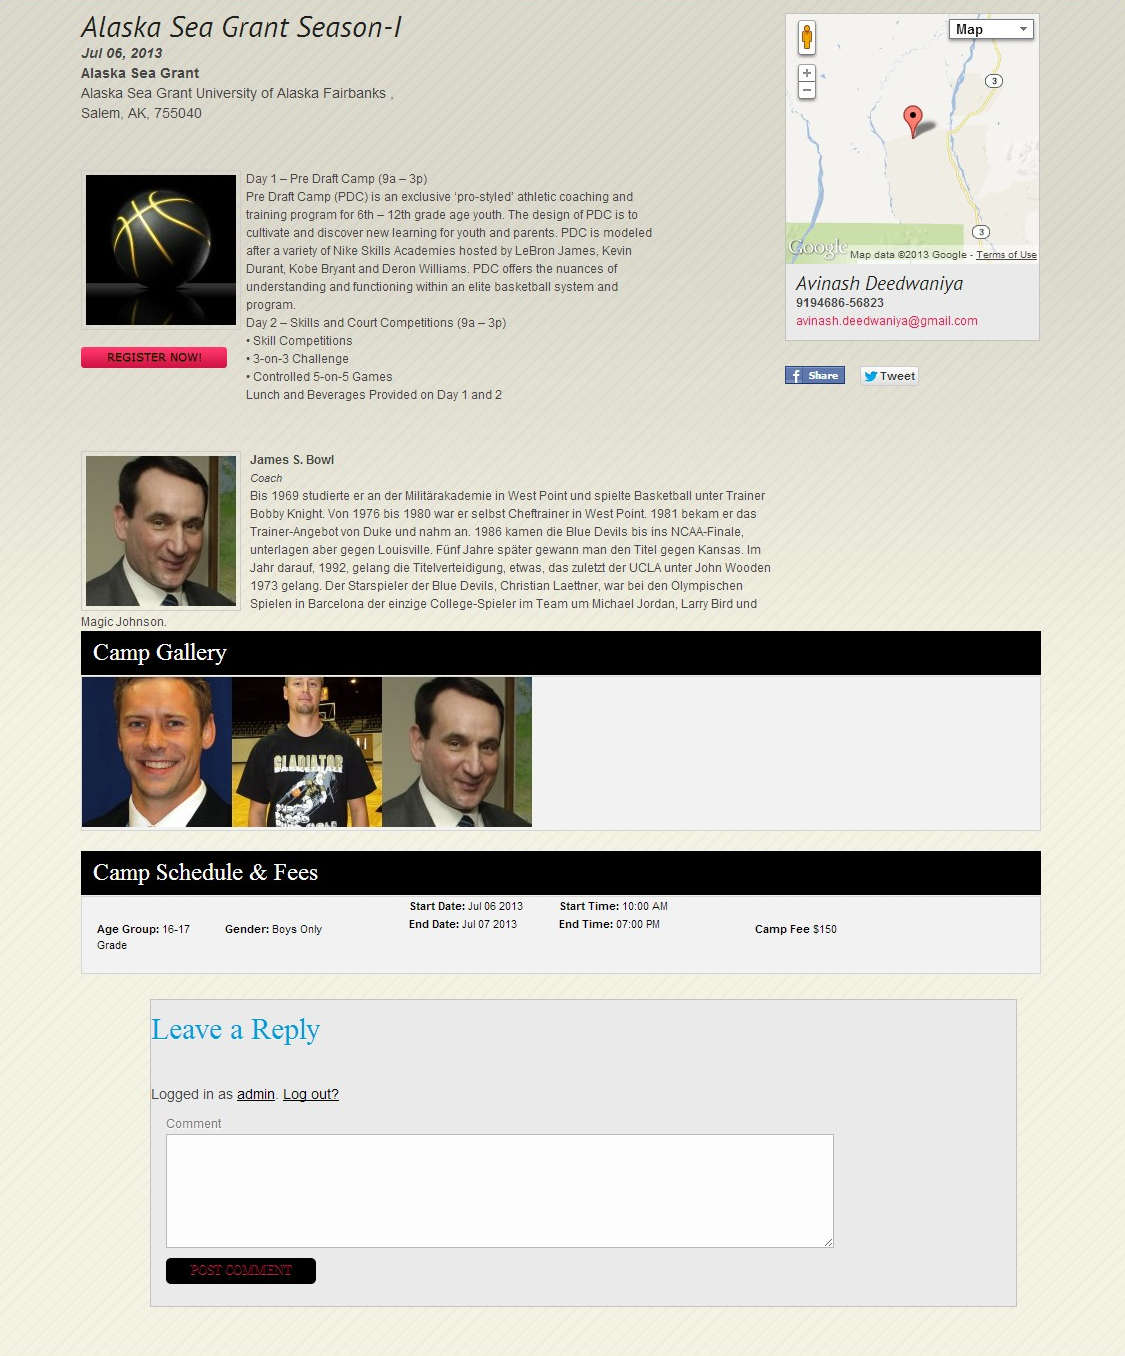 Alaska Sea Grant Season-I
Jul 06, 2013
Alaska Sea Grant
Alaska Sea Grant University of Alaska Fairbanks ,
Salem, AK, 755040
Map
3
3
Google
Map data ©2013 Google - Terms of Use
Avinash Deedwaniya
9194686-56823
avinash.deedwaniya@gmail.com
Share
Tweet
Day 1 – Pre Draft Camp (9a – 3p)
Pre Draft Camp (PDC) is an exclusive ‘pro-styled’ athletic coaching and
training program for 6th – 12th grade age youth. The design of PDC is to
cultivate and discover new learning for youth and parents. PDC is modeled
after a variety of Nike Skills Academies hosted by LeBron James, Kevin
Durant, Kobe Bryant and Deron Williams. PDC offers the nuances of
understanding and functioning within an elite basketball system and
program.
Day 2 – Skills and Court Competitions (9a – 3p)
• Skill Competitions
• 3-on-3 Challenge
• Controlled 5-on-5 Games
Lunch and Beverages Provided on Day 1 and 2
REGISTER NOW!
James S. Bowl
Coach
Bis 1969 studierte er an der Militärakademie in West Point und spielte Basketball unter Trainer
Bobby Knight. Von 1976 bis 1980 war er selbst Cheftrainer in West Point. 1981 bekam er das
Trainer-Angebot von Duke und nahm an. 1986 kamen die Blue Devils bis ins NCAA-Finale,
unterlagen aber gegen Louisville. Fünf Jahre später gewann man den Titel gegen Kansas. Im
Jahr darauf, 1992, gelang die Titelverteidigung, etwas, das zuletzt der UCLA unter John Wooden
1973 gelang. Der Starspieler der Blue Devils, Christian Laettner, war bei den Olympischen
Spielen in Barcelona der einzige College-Spieler im Team um Michael Jordan, Larry Bird und
Magic Johnson.
Camp Gallery
GLADIATOR
Camp Schedule & Fees
Age Group: 16-17
Grade
Gender: Boys Only
Start Date: Jul 06 2013
End Date: Jul 07 2013
Start Time: 10:00 AM
End Time: 07:00 PM
Camp Fee $150
Leave a Reply
Logged in as admin. Log out?
Comment
POST COMMENT